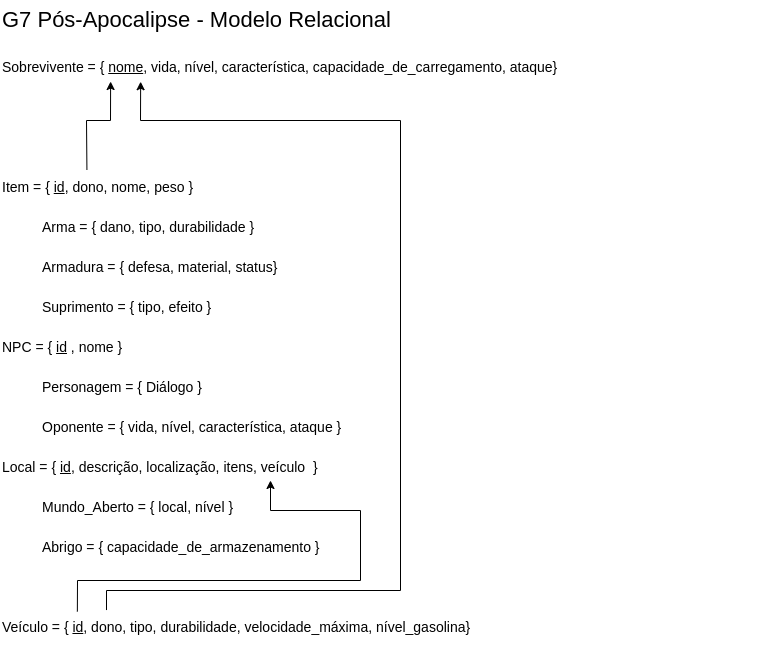 G7 Pós-Apocalipse - Modelo Relacional
Sobrevivente = { nome, vida, nível, característica, capacidade_de_carregamento, ataque}
Item = { id, dono, nome, peso }
Arma = { dano, tipo, durabilidade }
Armadura = { defesa, material, status}
Suprimento = { tipo, efeito }
NPC = { id , nome }
Personagem = { Diálogo }
Oponente = { vida, nível, característica, ataque }
Local = { id, descrição, localização, itens, veículo  }
Mundo_Aberto = { local, nível }
Abrigo = { capacidade_de_armazenamento }
Veículo = { id, dono, tipo, durabilidade, velocidade_máxima, nível_gasolina}